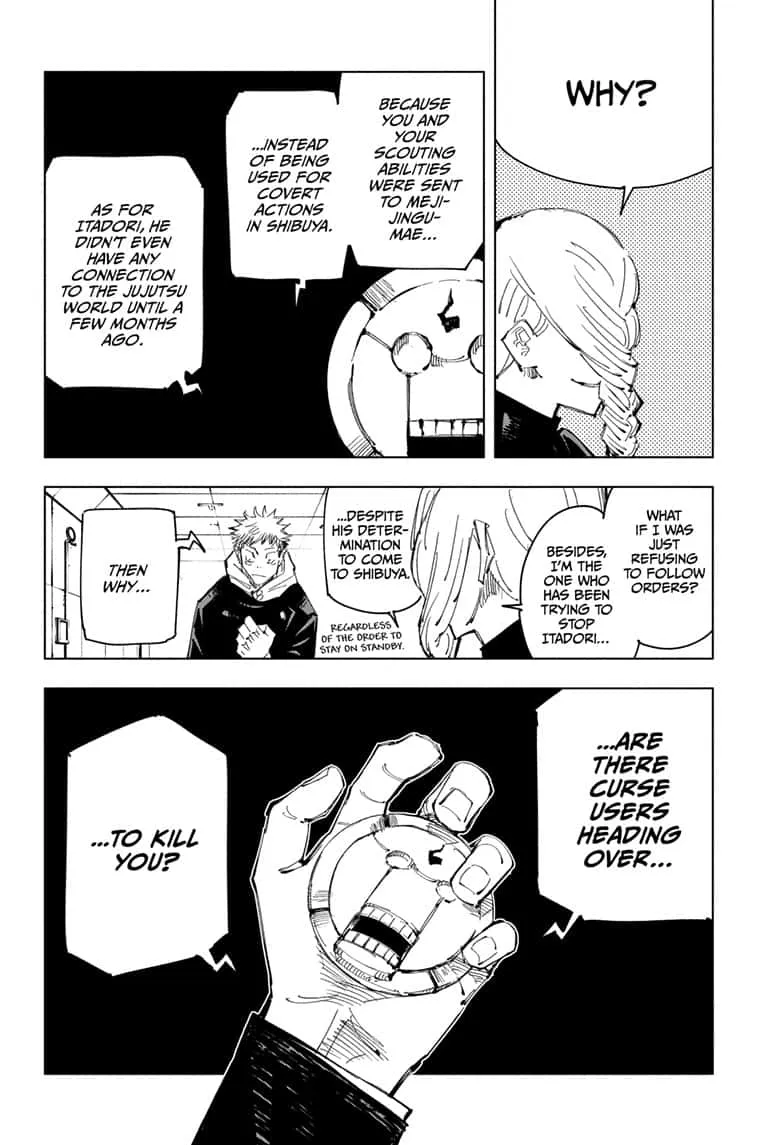 WHY?
BECAUSE
YOU AND
YOUR
SCOUTING
ABILITIES
WERE SENT
TO MEIJI-
JINGU-
MAE...
...INSTEAD
OF BEING
USED FOR
COVERT
ACTIONS
IN SHIBUYA.
AS FOR
ITADORI, HE
DIDN'T EVEN
HAVE ANY
CONNECTION
TO THE JUJUTSU
WORLD UNTIL A
FEW MONTHS
AGO.
WHAT
IF I WAS
JUST
REFUSING
TO FOLLOW
ORDERS?
BESIDES,
I'M THE
ONE WHO
HAS BEEN
TRYING TO
STOP
ITADORI...
...DESPITE
HIS DETER-
MINATION
TO COME
TO SHIBUYA.
REGARDLESS
OF THE ORDER TO
STAY ON STANDBY.
THEN
WHY...
...ARE
THERE
CURSE
USERS
HEADING
OVER...
...TO KILL
YOU?